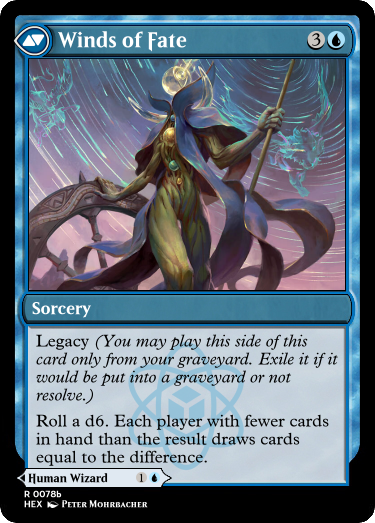 Winds of Fate 3
Sorcery
Legacy (You may play this side of this
card only from your graveyard. Exile it if it
would be put into a graveyard or not
resolve.)
Roll a d6. Each player with fewer cards
in hand than the result draws cards
equal to the difference.
Human Wizard 1
R 0078b
HEX Peter Mohrbacher